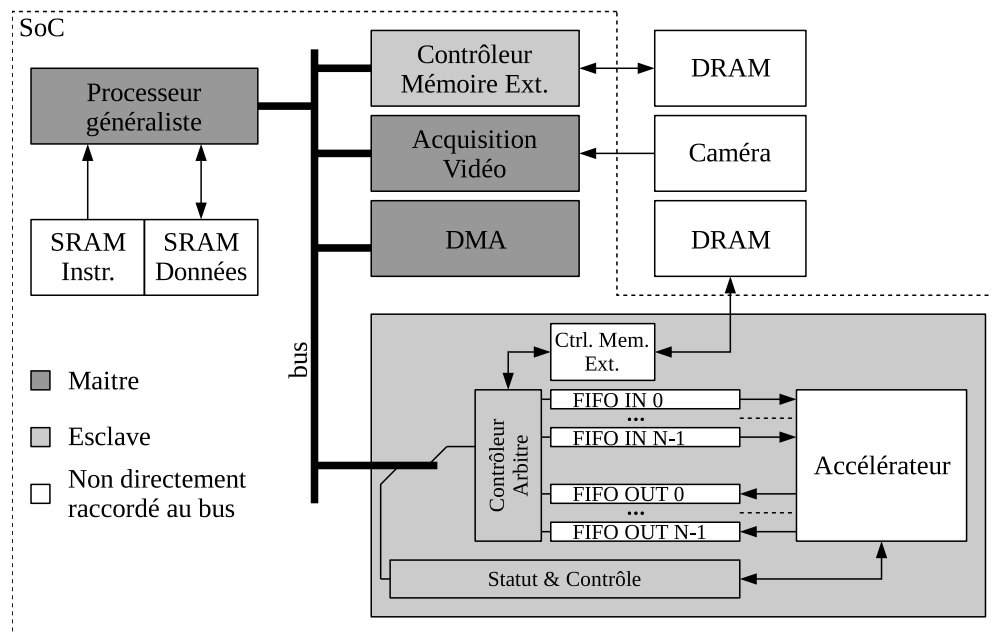 SoC
Processeur
généraliste
SRAM
Instr.
SRAM
Données
Contrôleur
Mémoire Ext.
DRAM
Acquisition
Vidéo
Caméra
DMA
DRAM
bus
Maitre
Esclave
Non directement
raccordé au bus
Ctrl. Mem.
Ext.
Contrôleur
Arbitre
FIFO IN 0
...
FIFO IN N-1
FIFO OUT 0
...
FIFO OUT N-1
Accélérateur
Statut & Contrôle